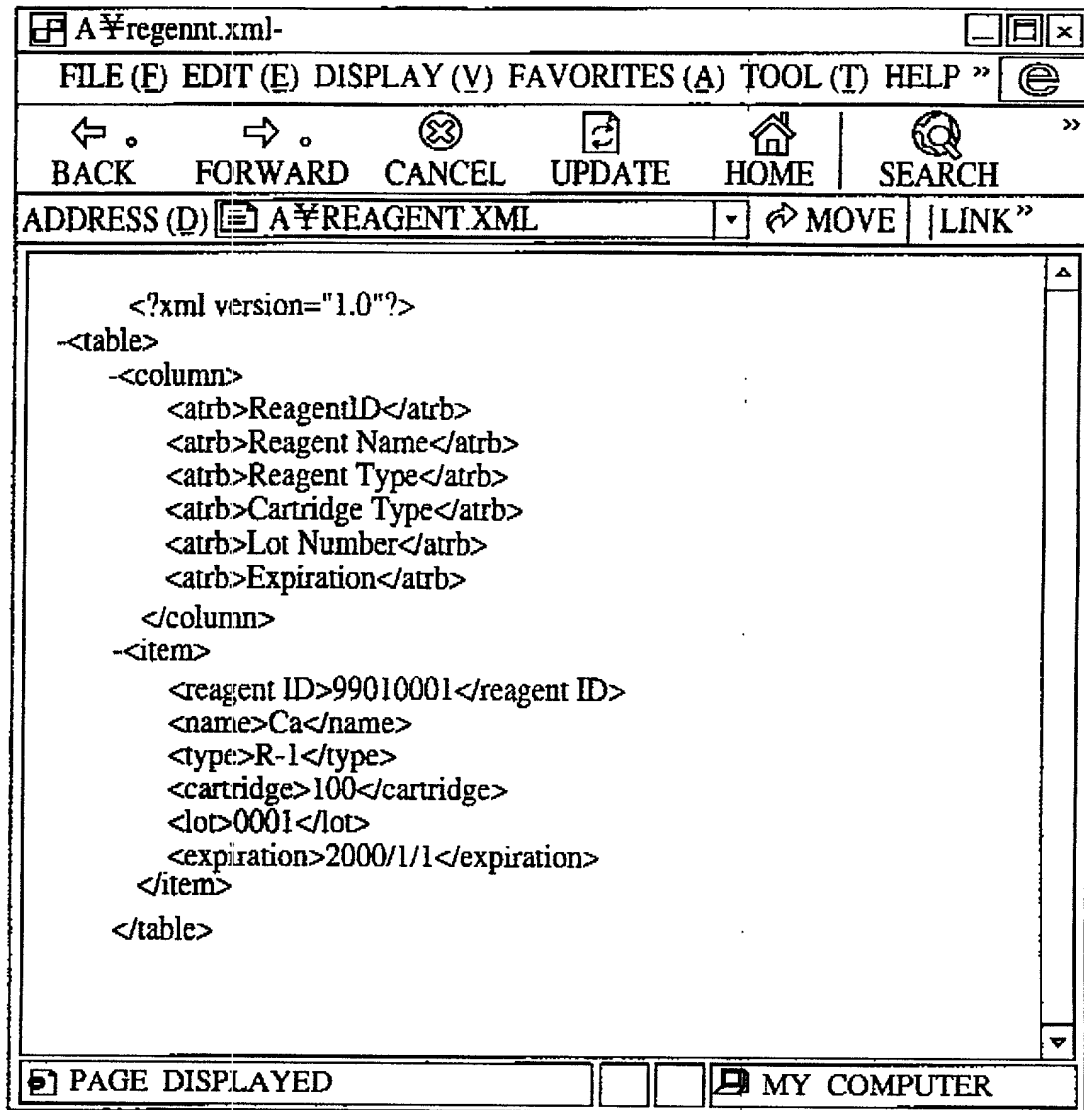 A¥regennt.xml-
FILE (F) EDIT (E) DISPLAY (V) FAVORITES (A) TOOL (T) HELP »
BACK FORWARD CANCEL UPDATE HOME SEARCH »
ADDRESS (D) A¥REAGENT.XML MOVE LINK »
<?xml version="1.0"?>
-<table>
-<column>
<atrb>ReagentID</atrb>
<atrb>Reagent Name</atrb>
<atrb>Reagent Type</atrb>
<atrb>Cartridge Type</atrb>
<atrb>Lot Number</atrb>
<atrb>Expiration</atrb>
</column>
-<item>
<reagent ID>99010001</reagent ID>
<name>Ca</name>
<type>R-1</type>
<cartridge>100</cartridge>
<lot>0001</lot>
<expiration>2000/1/1</expiration>
</item>
</table>
PAGE DISPLAYED MY COMPUTER